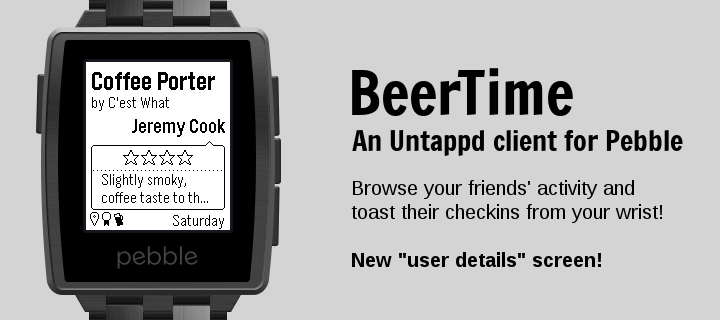 Coffee Porter
by C'est What
Jeremy Cook
Slightly smoky,
coffee taste to th...
Saturday
pebble
BeerTime
An Untappd client for Pebble
Browse your friends' activity and
toast their checkins from your wrist!
New "user details" screen!